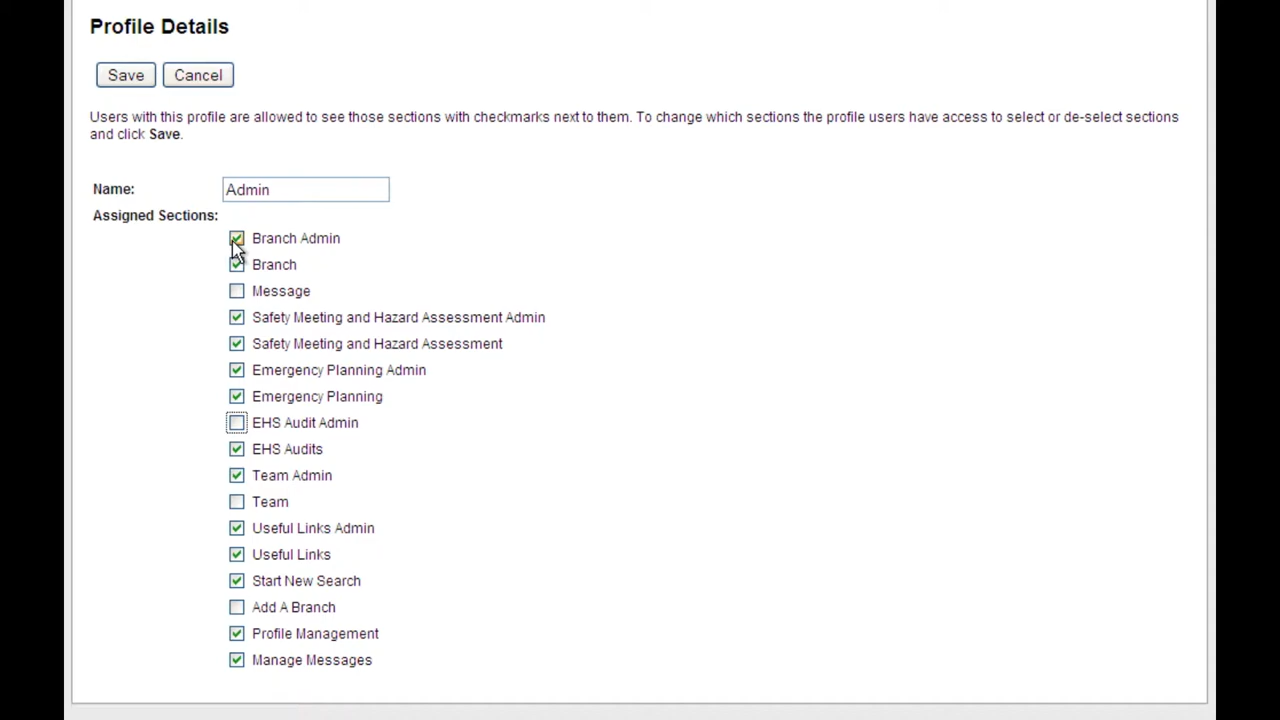 Profile Details
Save Cancel
Users with this profile are allowed to see those sections with checkmarks next to them. To change which sections the profile users have access to select or de-select sections
and click Save.
Name: Admin
Assigned Sections:
Branch Admin
Branch
Message
Safety Meeting and Hazard Assessment Admin
Safety Meeting and Hazard Assessment
Emergency Planning Admin
Emergency Planning
EHS Audit Admin
EHS Audits
Team Admin
Team
Useful Links Admin
Useful Links
Start New Search
Add A Branch
Profile Management
Manage Messages